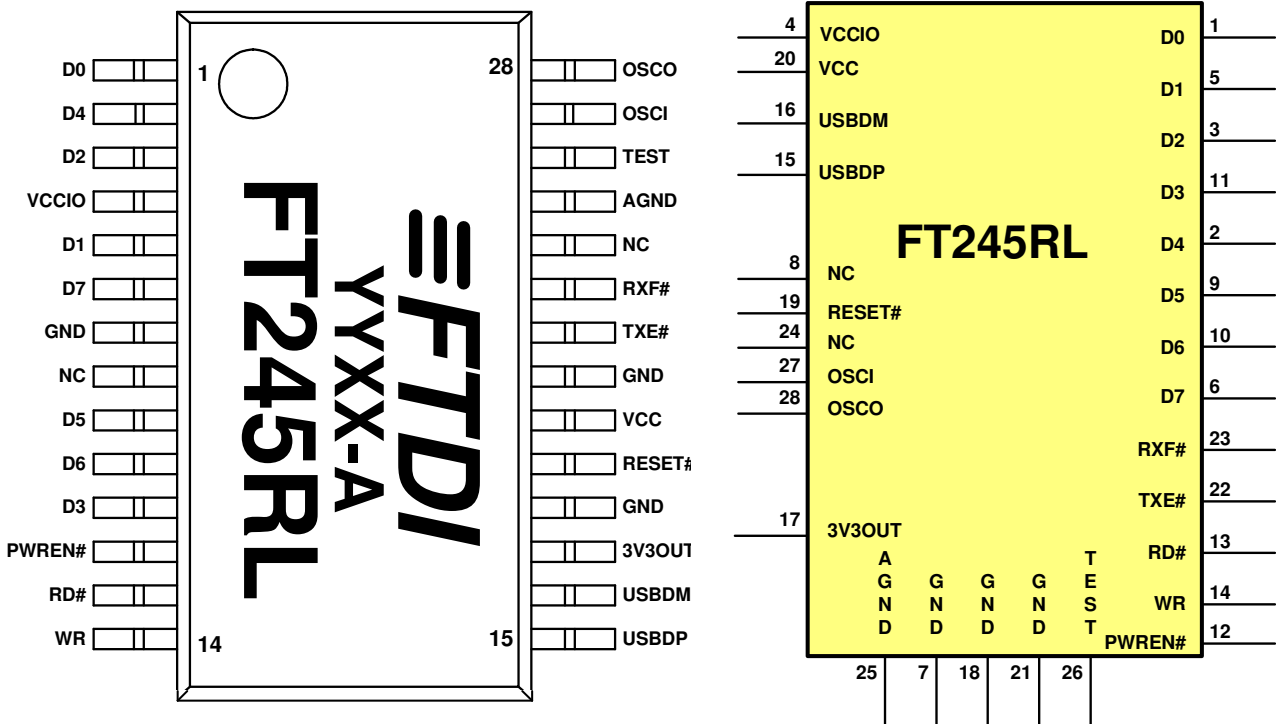 1
28
14
15
D0
D4
D2
VCCIO
D1
D7
GND
NC
D5
D6
D3
PWREN#
RD#
WR
FT245RL
YYXX-A
FTDI
OSCO
OSCI
TEST
AGND
NC
RXF#
TXE#
GND
VCC
RESET#
GND
3V3OUT
USBDM
USBDP
4 VCCIO
20 VCC
16 USBDM
15 USBDP
8 NC
19 RESET#
24 NC
27 OSCI
28 OSCO
17 3V3OUT
FT245RL
D0 1
D1 5
D2 3
D3 11
D4 2
D5 9
D6 10
D7 6
RXF# 23
TXE# 22
RD# 13
WR 14
PWREN# 12
AGND
GND
GND
GND
TEST
25
7
18
21
26